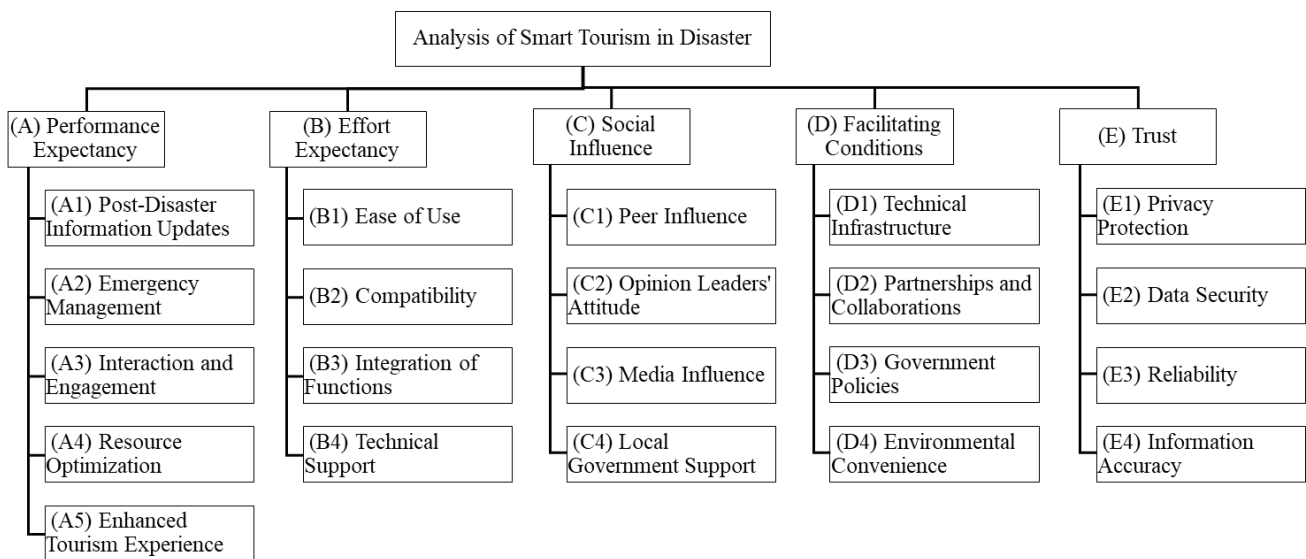 Analysis of Smart Tourism in Disaster
(A) Performance
Expectancy
(A1) Post-Disaster
Information Updates
(A2) Emergency
Management
(A3) Interaction and
Engagement
(A4) Resource
Optimization
(A5) Enhanced
Tourism Experience
(B) Effort
Expectancy
(B1) Ease of Use
(B2) Compatibility
(B3) Integration of
Functions
(B4) Technical
Support
(C) Social
Influence
(C1) Peer Influence
(C2) Opinion Leaders'
Attitude
(C3) Media Influence
(C4) Local
Government Support
(D) Facilitating
Conditions
(D1) Technical
Infrastructure
(D2) Partnerships and
Collaborations
(D3) Government
Policies
(D4) Environmental
Convenience
(E) Trust
(E1) Privacy
Protection
(E2) Data Security
(E3) Reliability
(E4) Information
Accuracy